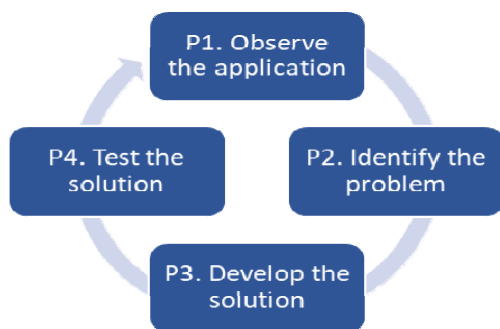 P1. Observe
the application
P2. Identify the
problem
P3. Develop the
solution
P4. Test the
solution